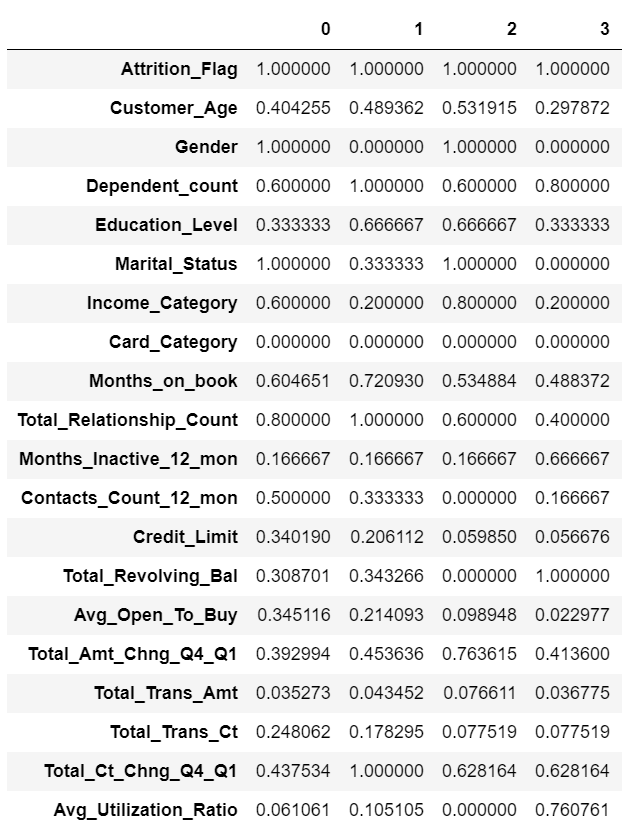 0 1 2 3
Attrition_Flag 1.000000 1.000000 1.000000 1.000000
Customer_Age 0.404255 0.489362 0.531915 0.297872
Gender 1.000000 0.000000 1.000000 0.000000
Dependent_count 0.600000 1.000000 0.600000 0.800000
Education_Level 0.333333 0.666667 0.666667 0.333333
Marital_Status 1.000000 0.333333 1.000000 0.000000
Income_Category 0.600000 0.200000 0.800000 0.200000
Card_Category 0.000000 0.000000 0.000000 0.000000
Months_on_book 0.604651 0.720930 0.534884 0.488372
Total_Relationship_Count 0.800000 1.000000 0.600000 0.400000
Months_Inactive_12_mon 0.166667 0.166667 0.166667 0.666667
Contacts_Count_12_mon 0.500000 0.333333 0.000000 0.166667
Credit_Limit 0.340190 0.206112 0.059850 0.056676
Total_Revolving_Bal 0.308701 0.343266 0.000000 1.000000
Avg_Open_To_Buy 0.345116 0.214093 0.098948 0.022977
Total_Amt_Chng_Q4_Q1 0.392994 0.453636 0.763615 0.413600
Total_Trans_Amt 0.035273 0.043452 0.076611 0.036775
Total_Trans_Ct 0.248062 0.178295 0.077519 0.077519
Total_Ct_Chng_Q4_Q1 0.437534 1.000000 0.628164 0.628164
Avg_Utilization_Ratio 0.061061 0.105105 0.000000 0.760761